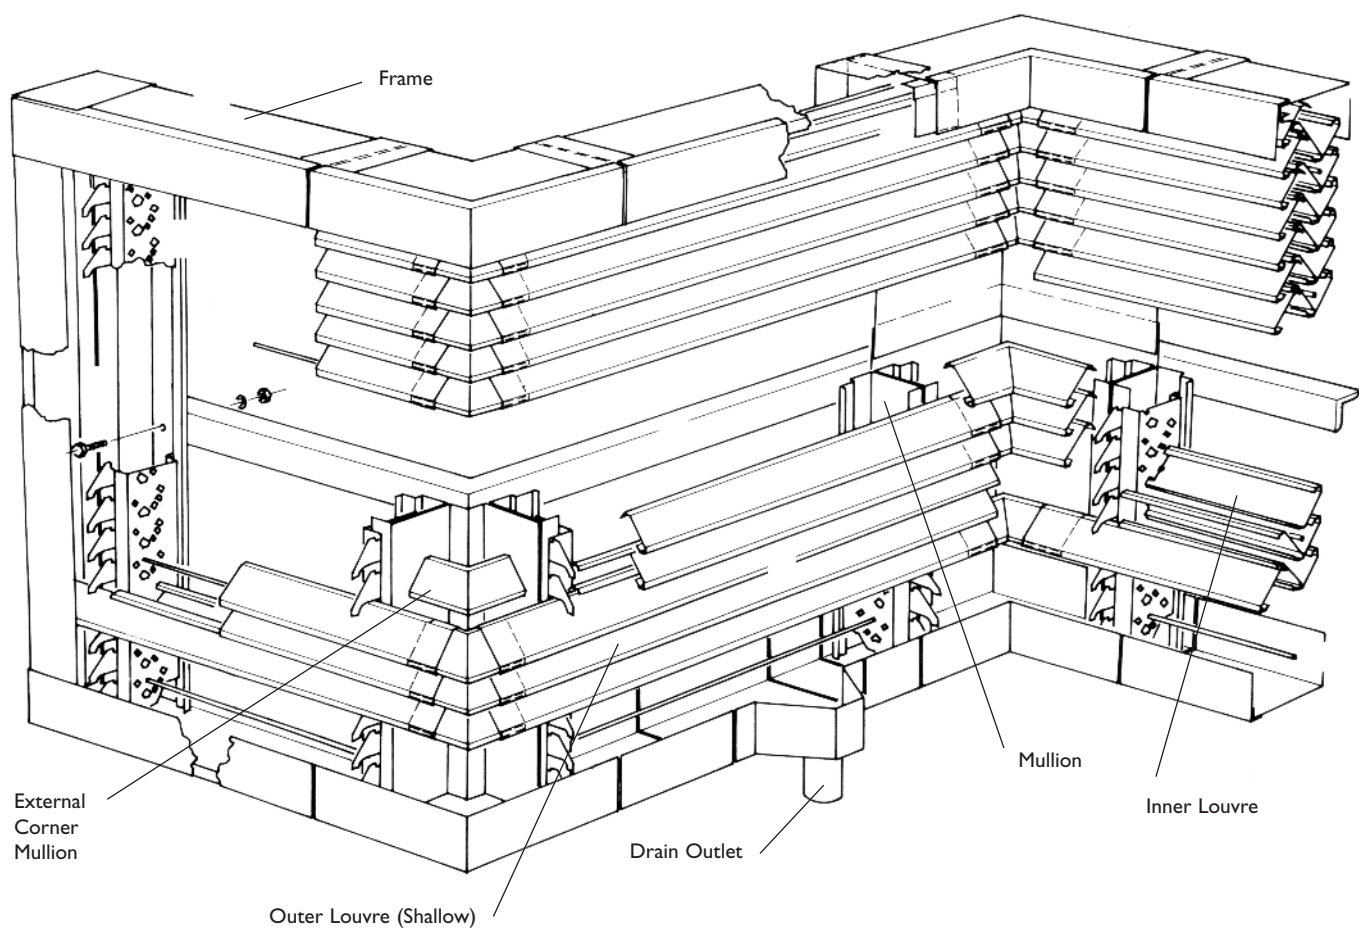 Frame
Mullion
Inner Louvre
External
Corner
Mullion
Drain Outlet
Outer Louvre (Shallow)